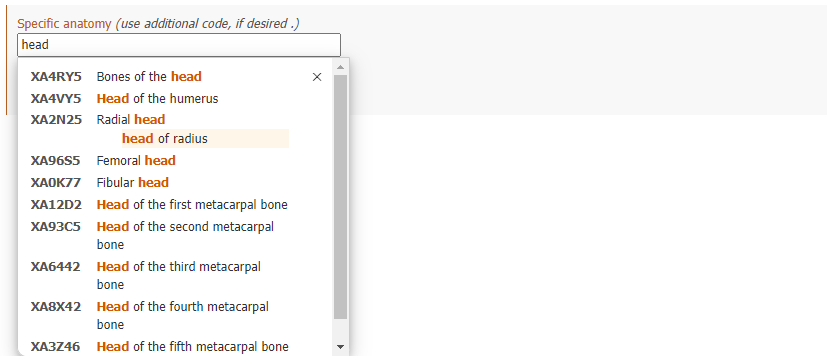 Specific anatomy (use additional code, if desired .)
head
XA4RY5 Bones of the head
XA4VY5 Head of the humerus
XA2N25 Radial head
head of radius
XA96S5 Femoral head
XA0K77 Fibular head
XA12D2 Head of the first metacarpal bone
XA93C5 Head of the second metacarpal
bone
XA6442 Head of the third metacarpal
bone
XA8X42 Head of the fourth metacarpal
bone
XA3Z46 Head of the fifth metacarpal bone